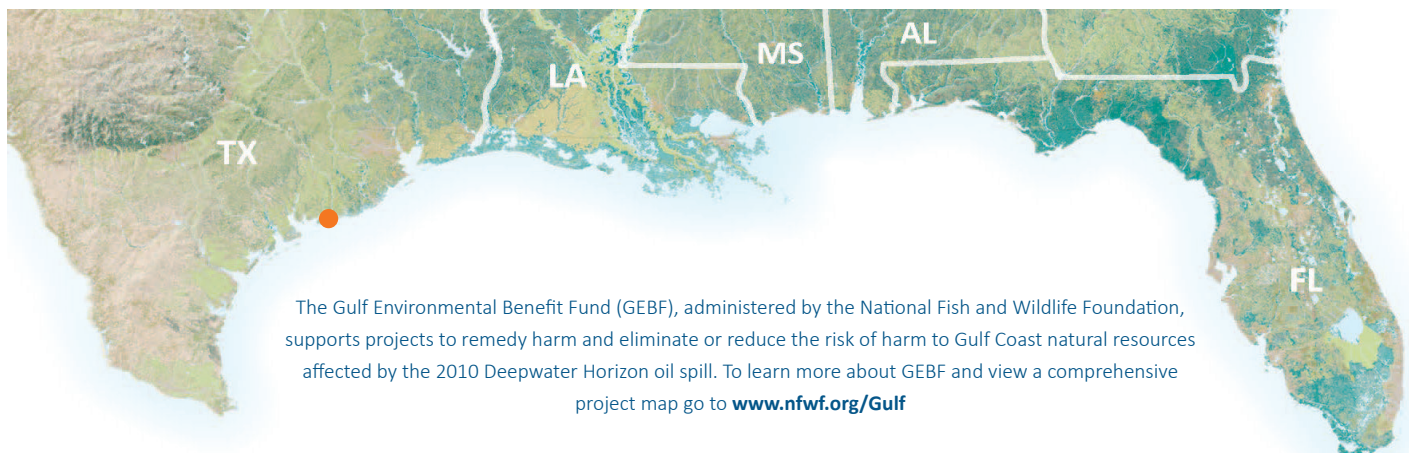 AL
MS
LA
TX
FL
The Gulf Environmental Benefit Fund (GEBF), administered by the National Fish and Wildlife Foundation,
supports projects to remedy harm and eliminate or reduce the risk of harm to Gulf Coast natural resources
affected by the 2010 Deepwater Horizon oil spill. To learn more about GEBF and view a comprehensive
project map go to www.nfwf.org/Gulf